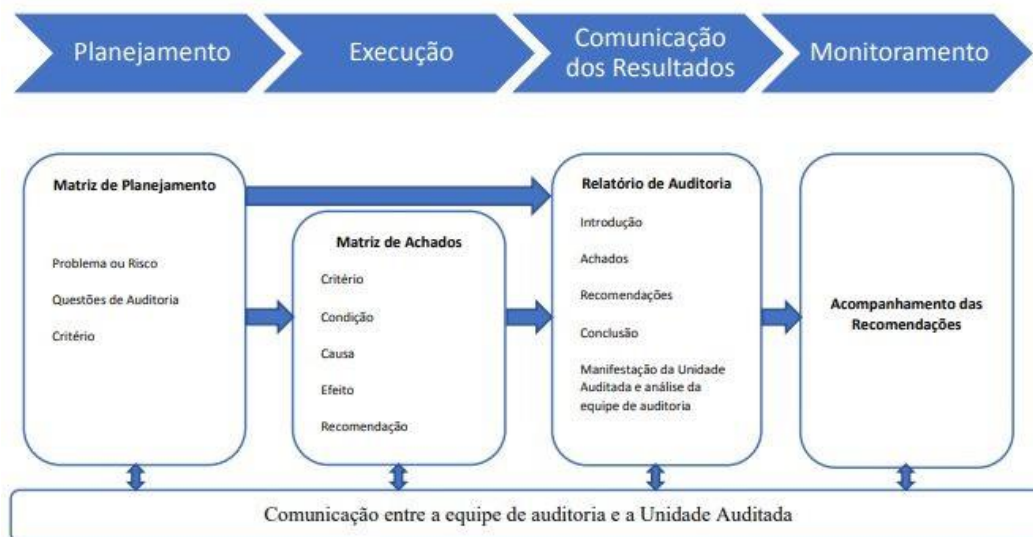 Planejamento
Execução
Comunicação
dos Resultados
Monitoramento
Matriz de Planejamento
Problema ou Risco
Questões de Auditoria
Critério
Matriz de Achados
Critério
Condição
Causa
Efeito
Recomendação
Relatório de Auditoria
Introdução
Achados
Recomendações
Conclusão
Manifestação da Unidade
Auditada e análise da
equipe de auditoria
Acompanhamento das
Recomendações
Comunicação entre a equipe de auditoria e a Unidade Auditada